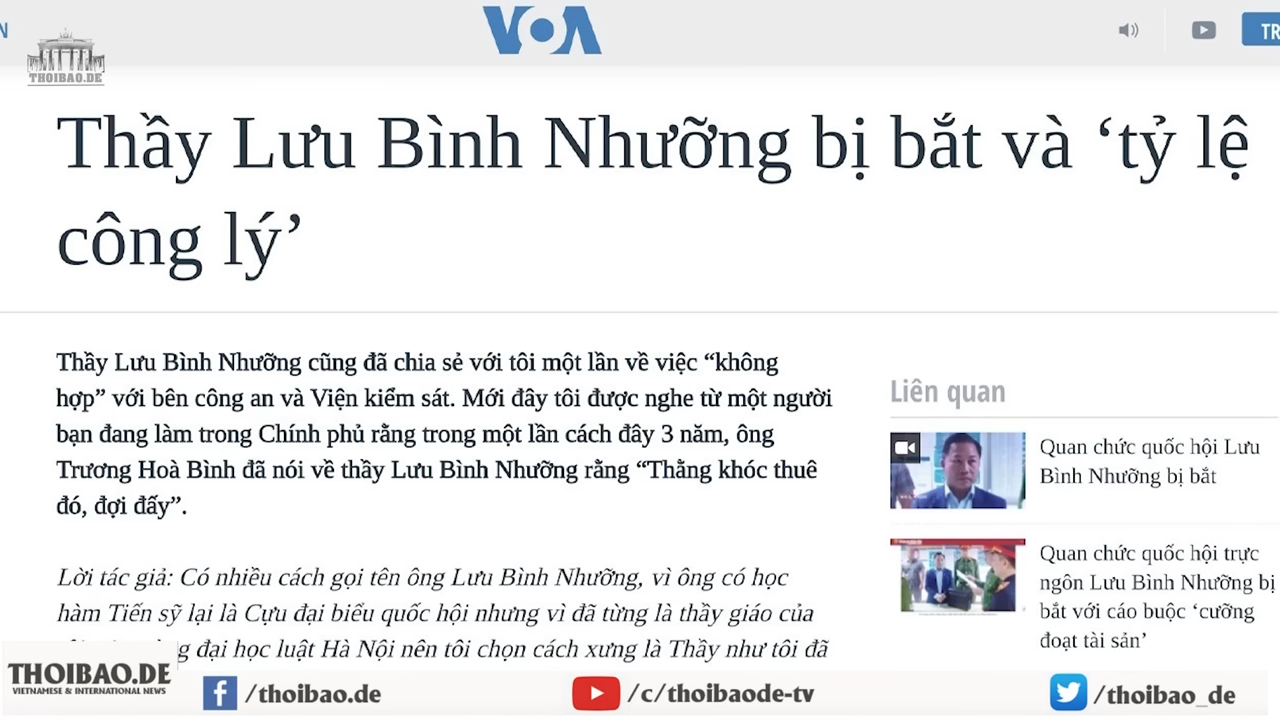 N
VOA
TR
THOIBAO.DE
Thầy Lưu Bình Nhưỡng bị bắt và ‘tỷ lệ
công lý’
Thầy Lưu Bình Nhưỡng cũng đã chia sẻ với tôi một lần về việc “không
hợp” với bên công an và Viện kiểm sát. Mới đây tôi được nghe từ một người
bạn đang làm trong Chính phủ rằng trong một lần cách đây 3 năm, ông
Trương Hoà Bình đã nói về thầy Lưu Bình Nhưỡng rằng “Thằng khóc thuê
đó, đợi đấy”.
Lời tác giả: Có nhiều cách gọi tên ông Lưu Bình Nhưỡng, vì ông có học
hàm Tiến sỹ lại là Cựu đại biểu quốc hội nhưng vì đã từng là thầy giáo của
đại học luật Hà Nội nên tôi chọn cách xưng là Thầy như tôi đã
Liên quan
Quan chức quốc hội Lưu
Bình Nhưỡng bị bắt
Quan chức quốc hội trực
ngôn Lưu Bình Nhưỡng bị
bắt với cáo buộc ‘cưỡng
đoạt tài sản’
THOIBAO.DE
VIETNAMESE & INTERNATIONAL NEWS
/thoibao.de
/c/thoibaode-tv
/thoibao_de